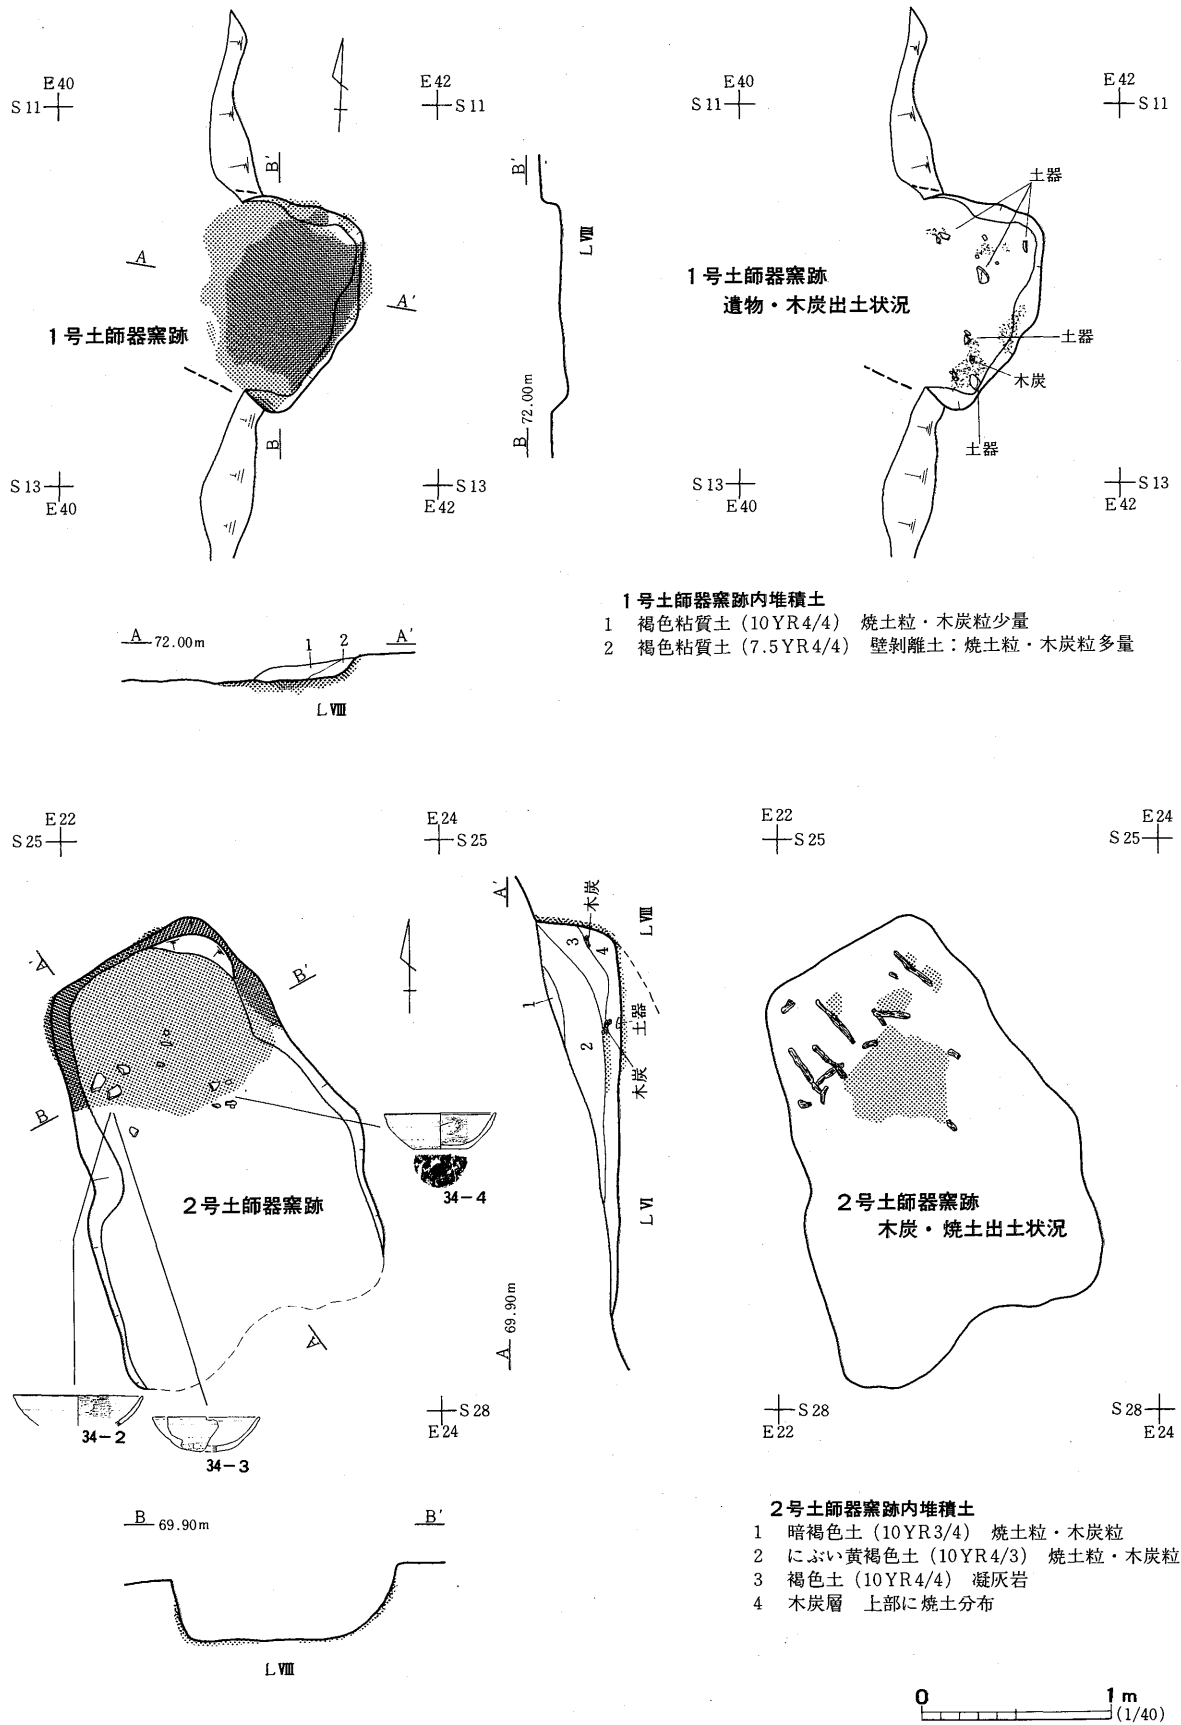 E40
S11
E42
S11
B'
A
A'
1号土師器窯跡
B
S13
E40
S13
E42
B'
LⅧ
B 72.00m
E40
S11
E42
S11
土器
1号土師器窯跡
遺物・木炭出土状況
土器
木炭
土器
S13
E40
S13
E42
A 72.00m
1
2
A'
LⅧ
1号土師器窯跡内堆積土
1 褐色粘質土(10YR4/4) 焼土粒・木炭粒少量
2 褐色粘質土(7.5YR4/4) 壁剝離土:焼土粒・木炭粒多量
E22
S25
E24
S25
A'
B'
B
2号土師器窯跡
A
34-4
34-2
34-3
S28
E24
A'
木炭
LⅧ
3
4
1
2
土器
木炭
LⅥ
A 69.90m
E22
S25
E24
S25
2号土師器窯跡
木炭・焼土出土状況
S28
E22
S28
E24
B 69.90m
B'
LⅧ
2号土師器窯跡内堆積土
1 暗褐色土(10YR3/4) 焼土粒・木炭粒
2 にぶい黄褐色土(10YR4/3) 焼土粒・木炭粒
3 褐色土(10YR4/4) 凝灰岩
4 木炭層 上部に焼土分布
0
1m
(1/40)